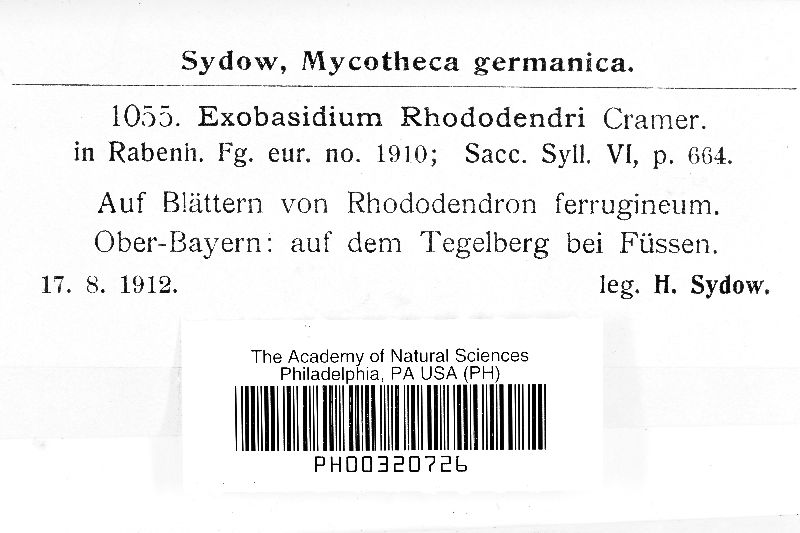 Sydow, Mycotheca germanica.
1055. Exobasidium Rhododendri Cramer.
in Rabenh. Fg. eur. no. 1910; Sacc. Syll. VI, p. 664.
Auf Blättern von Rhododendron ferrugineum.
Ober-Bayern: auf dem Tegelberg bei Füssen.
17. 8. 1912. leg. H. Sydow.
The Academy of Natural Sciences
Philadelphia, PA USA (PH)
PH00320726